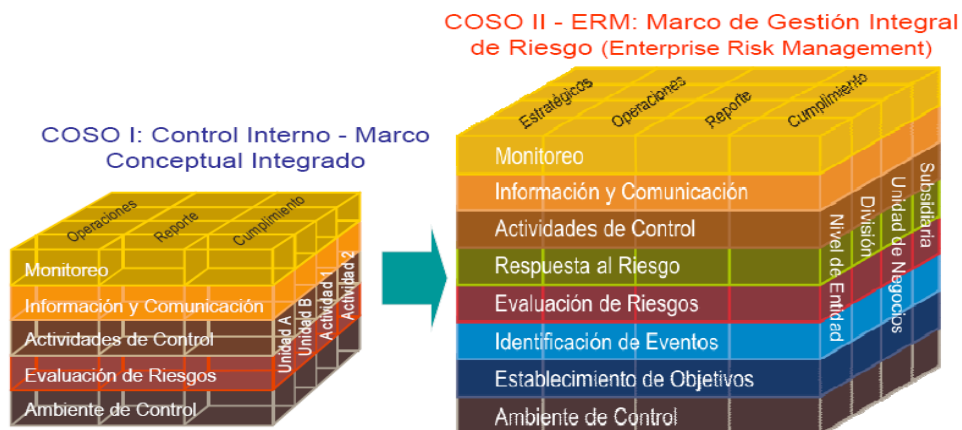 COSO II - ERM: Marco de Gestión Integral
de Riesgo (Enterprise Risk Management)
COSO I: Control Interno - Marco
Conceptual Integrado
Operaciones
Reporte
Cumplimiento
Monitoreo
Información y Comunicación
Actividades de Control
Evaluación de Riesgos
Ambiente de Control
Unidad A
Unidad B
Actividad 1
Actividad 2
Estratégicos
Operaciones
Reporte
Cumplimiento
Monitoreo
Información y Comunicación
Actividades de Control
Respuesta al Riesgo
Evaluación de Riesgos
Identificación de Eventos
Establecimiento de Objetivos
Ambiente de Control
Nivel de Entidad
División
Unidad de Negocios
Subsidiaria